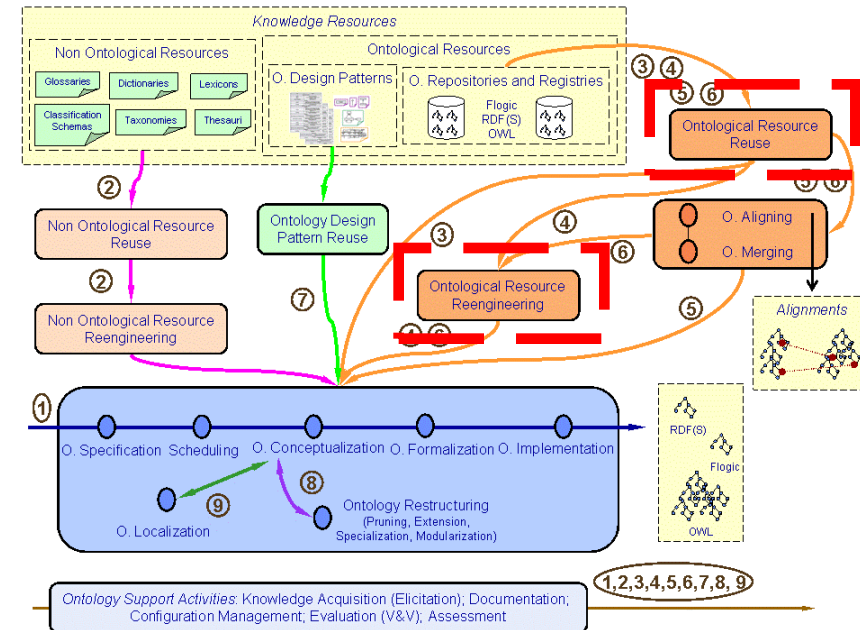 Knowledge Resources
Non Ontological Resources
Glossaries
Dictionaries
Lexicons
Classification
Schemas
Taxonomies
Thesauri
Ontological Resources
O. Design Patterns
O. Repositories and Registries
Flogic
RDF(S)
OWL
3 4
5 6
Ontological Resource
Reuse
5 6
2
Non Ontological Resource
Reuse
2
Non Ontological Resource
Reengineering
Ontology Design
Pattern Reuse
7
3
4
6
O. Aligning
O. Merging
Ontological Resource
Reengineering
4 6
5
Alignments
1
O. Specification
Scheduling
O. Conceptualization
O. Formalization
O. Implementation
9
8
O. Localization
Ontology Restructuring
(Pruning, Extension,
Specialization, Modularization)
RDF(S)
Flogic
OWL
1,2,3,4,5,6,7,8, 9
Ontology Support Activities: Knowledge Acquisition (Elicitation); Documentation;
Configuration Management; Evaluation (V&V); Assessment